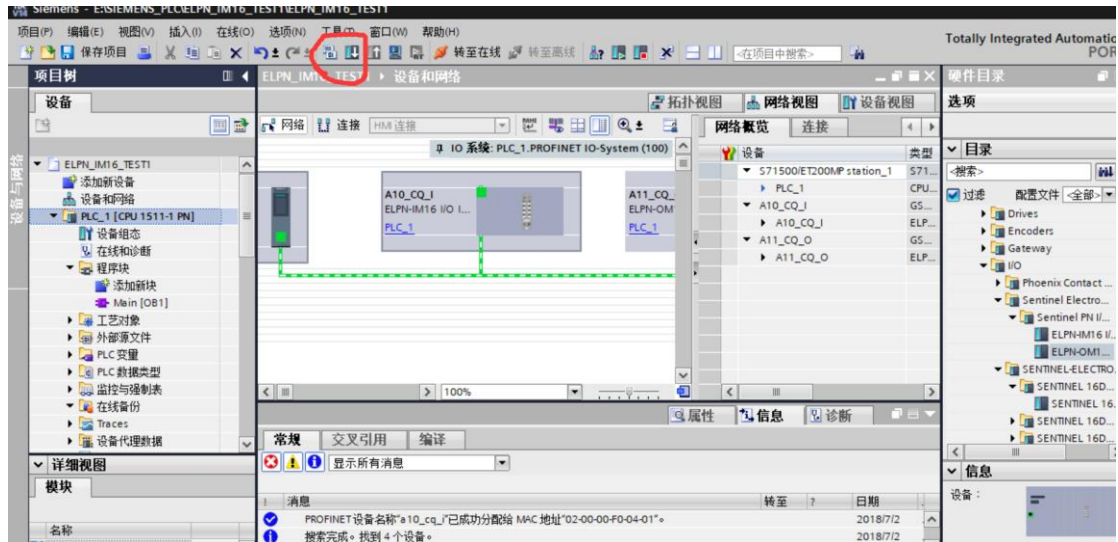 Siemens - E:\SIEMENS_PLC\ELPN_IM16_TEST1\ELPN_IM16_TEST1
项目(P) 编辑(E) 视图(V) 插入(I) 在线(O) 选项(N) 工具(T) 窗口(W) 帮助(H)
Totally Integrated Automatic
POR
保存项目 转至在线 转至离线 <在项目中搜索>
项目树
ELPN_IM16_TEST1 设备和网络
硬件目录
设备
拓扑视图 网络视图 设备视图
选项
网络 连接 HMI 连接
网络概览 连接
IO 系统: PLC_1.PROFINET IO-System (100)
设备 类型
目录
<搜索>
过滤 配置文件 <全部>
ELPN_IM16_TEST1
添加新设备
设备和网络
PLC_1 [CPU 1511-1 PN]
设备组态
在线和诊断
程序块
添加新块
Main [OB1]
工艺对象
外部源文件
PLC 变量
PLC 数据类型
监控与强制表
在线备份
Traces
设备代理数据
A10_CQ_I
ELPN-IM16 I/O I...
PLC_1
A11_CQ_
ELPN-OM
PLC_1
S71500/ET200MP station_1 S71...
PLC_1 CPU...
A10_CQ_I GS...
A10_CQ_I ELP...
A11_CQ_O GS...
A11_CQ_O ELP...
Drives
Encoders
Gateway
I/O
Phoenix Contact ...
Sentinel Electro...
Sentinel PN I/...
ELPN-IM16 I/..
ELPN-OM1...
SENTINEL-ELECTRO.
SENTINEL 16D...
SENTINEL 16.
SENTINEL 16D...
SENTINEL 16D...
100%
属性 信息 诊断
常规 交叉引用 编译
显示所有消息
详细视图
模块
名称
信息
设备：
! 消息 转至 ? 日期
PROFINET 设备名称"a10_cq_i"已成功分配给 MAC 地址"02-00-00-F0-04-01"。 2018/7/2
搜索完成。找到 4 个设备。 2018/7/2